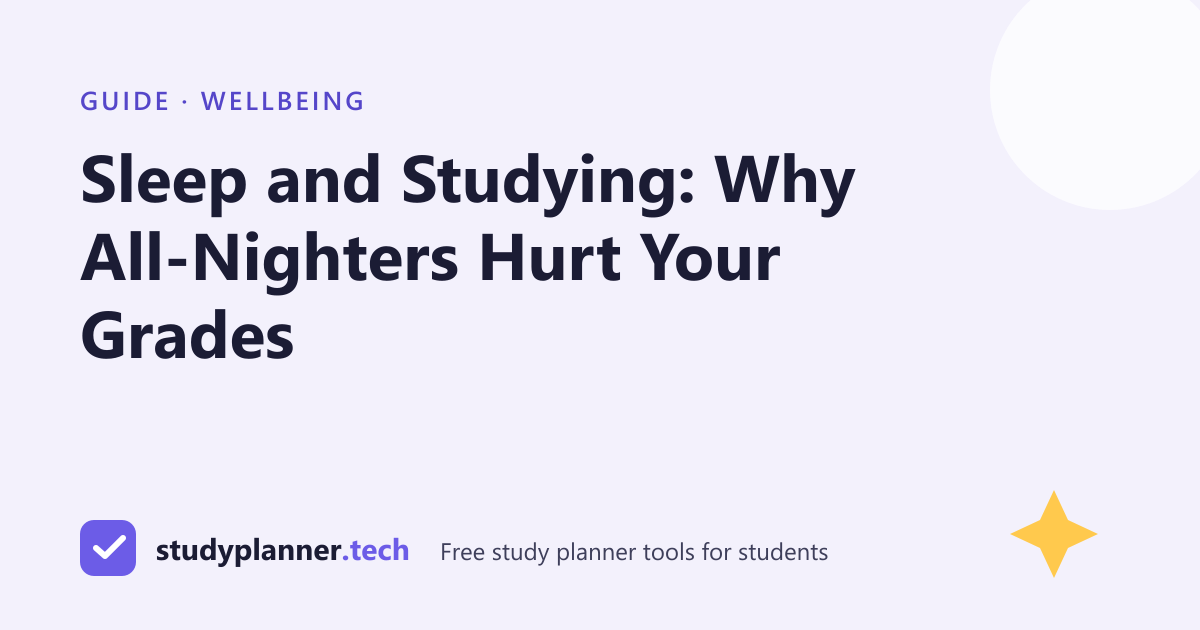 GUIDE · WELLBEING
Sleep and Studying: Why
All-Nighters Hurt Your
Grades
studyplanner.tech
Free study planner tools for students